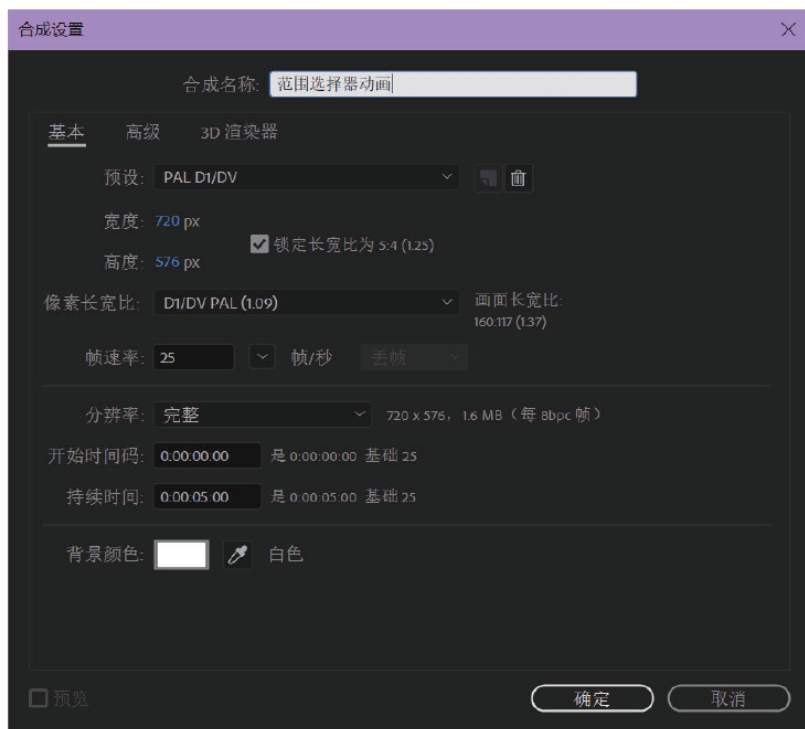 合成设置
合成名称: 范围选择器动画
基本 高级 3D 渲染器
预设: PAL D1/DV
宽度: 720 px
锁定长宽比为 5:4 (1.25)
高度: 576 px
像素长宽比: D1/DV PAL (1.09) 画面长宽比:
160:117 (1.37)
帧速率: 25 帧/秒 丢帧
分辨率: 完整 720 x 576，1.6 MB（每 8bpc 帧）
开始时间码: 0:00:00:00 是 0:00:00:00 基础 25
持续时间: 0:00:05:00 是 0:00:05:00 基础 25
背景颜色: 白色
预览 确定 取消